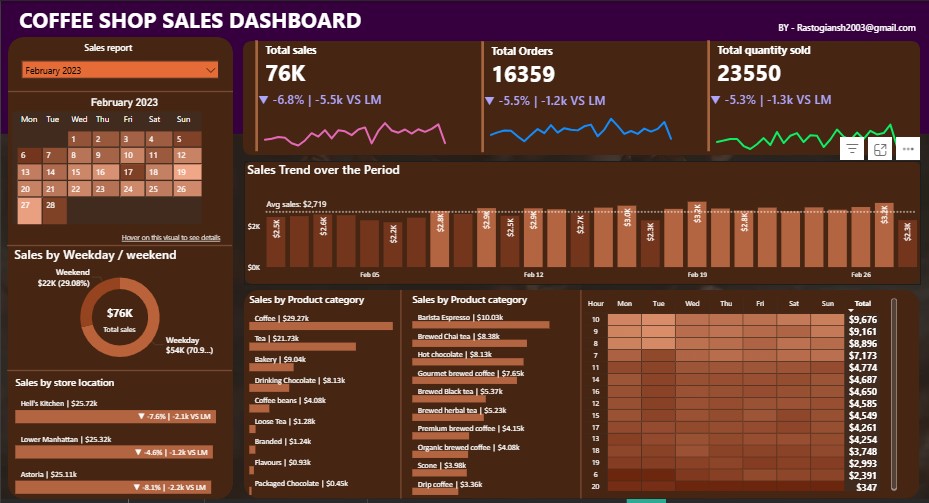 COFFEE SHOP SALES DASHBOARD
BY - Rastogiansh2003@gmail.com
Sales report
February 2023
February 2023
Mon Tue Wed Thu Fri Sat Sun
1 2 3 4 5
6 7 8 9 10 11 12
13 14 15 16 17 18 19
20 21 22 23 24 25 26
27 28
Hover on this visual to see details
Sales by Weekday / weekend
Weekend
$22K (29.08%)
$76K
Total sales
Weekday
$54K (70.9...)
Sales by store location
Hell's Kitchen | $25.72k
▼ -7.6% | -2.1k VS LM
Lower Manhattan | $25.32k
▼ -4.6% | -1.2k VS LM
Astoria | $25.11k
▼ -8.1% | -2.2k VS LM
Total sales
76K
▼ -6.8% | -5.5k VS LM
Total Orders
16359
▼ -5.5% | -1.2k VS LM
Total quantity sold
23550
▼ -5.3% | -1.3k VS LM
Sales Trend over the Period
Avg sales: $2,719
$2K
$0K
$2.5K $2.6K $2.2K $2.8K $2.9K $2.5K $2.9K $2.7K $3.0K $2.3K $3.2K $2.8K $3.2K $2.3K
Feb 05 Feb 12 Feb 19 Feb 26
Sales by Product category
Coffee | $29.27k
Tea | $21.73k
Bakery | $9.04k
Drinking Chocolate | $8.13k
Coffee beans | $4.08k
Loose Tea | $1.28k
Branded | $1.24k
Flavours | $0.93k
Packaged Chocolate | $0.45k
Sales by Product category
Barista Espresso | $10.03k
Brewed Chai tea | $8.38k
Hot chocolate | $8.13k
Gourmet brewed coffee | $7.65k
Brewed Black tea | $5.37k
Brewed herbal tea | $5.23k
Premium brewed coffee | $4.15k
Organic brewed coffee | $4.08k
Scone | $3.98k
Drip coffee | $3.36k
Hour Mon Tue Wed Thu Fri Sat Sun Total
10 $9,676
9 $9,161
8 $8,896
7 $7,173
11 $4,774
14 $4,687
16 $4,650
12 $4,585
15 $4,549
17 $4,261
13 $4,254
18 $3,748
19 $2,993
6 $2,391
20 $347